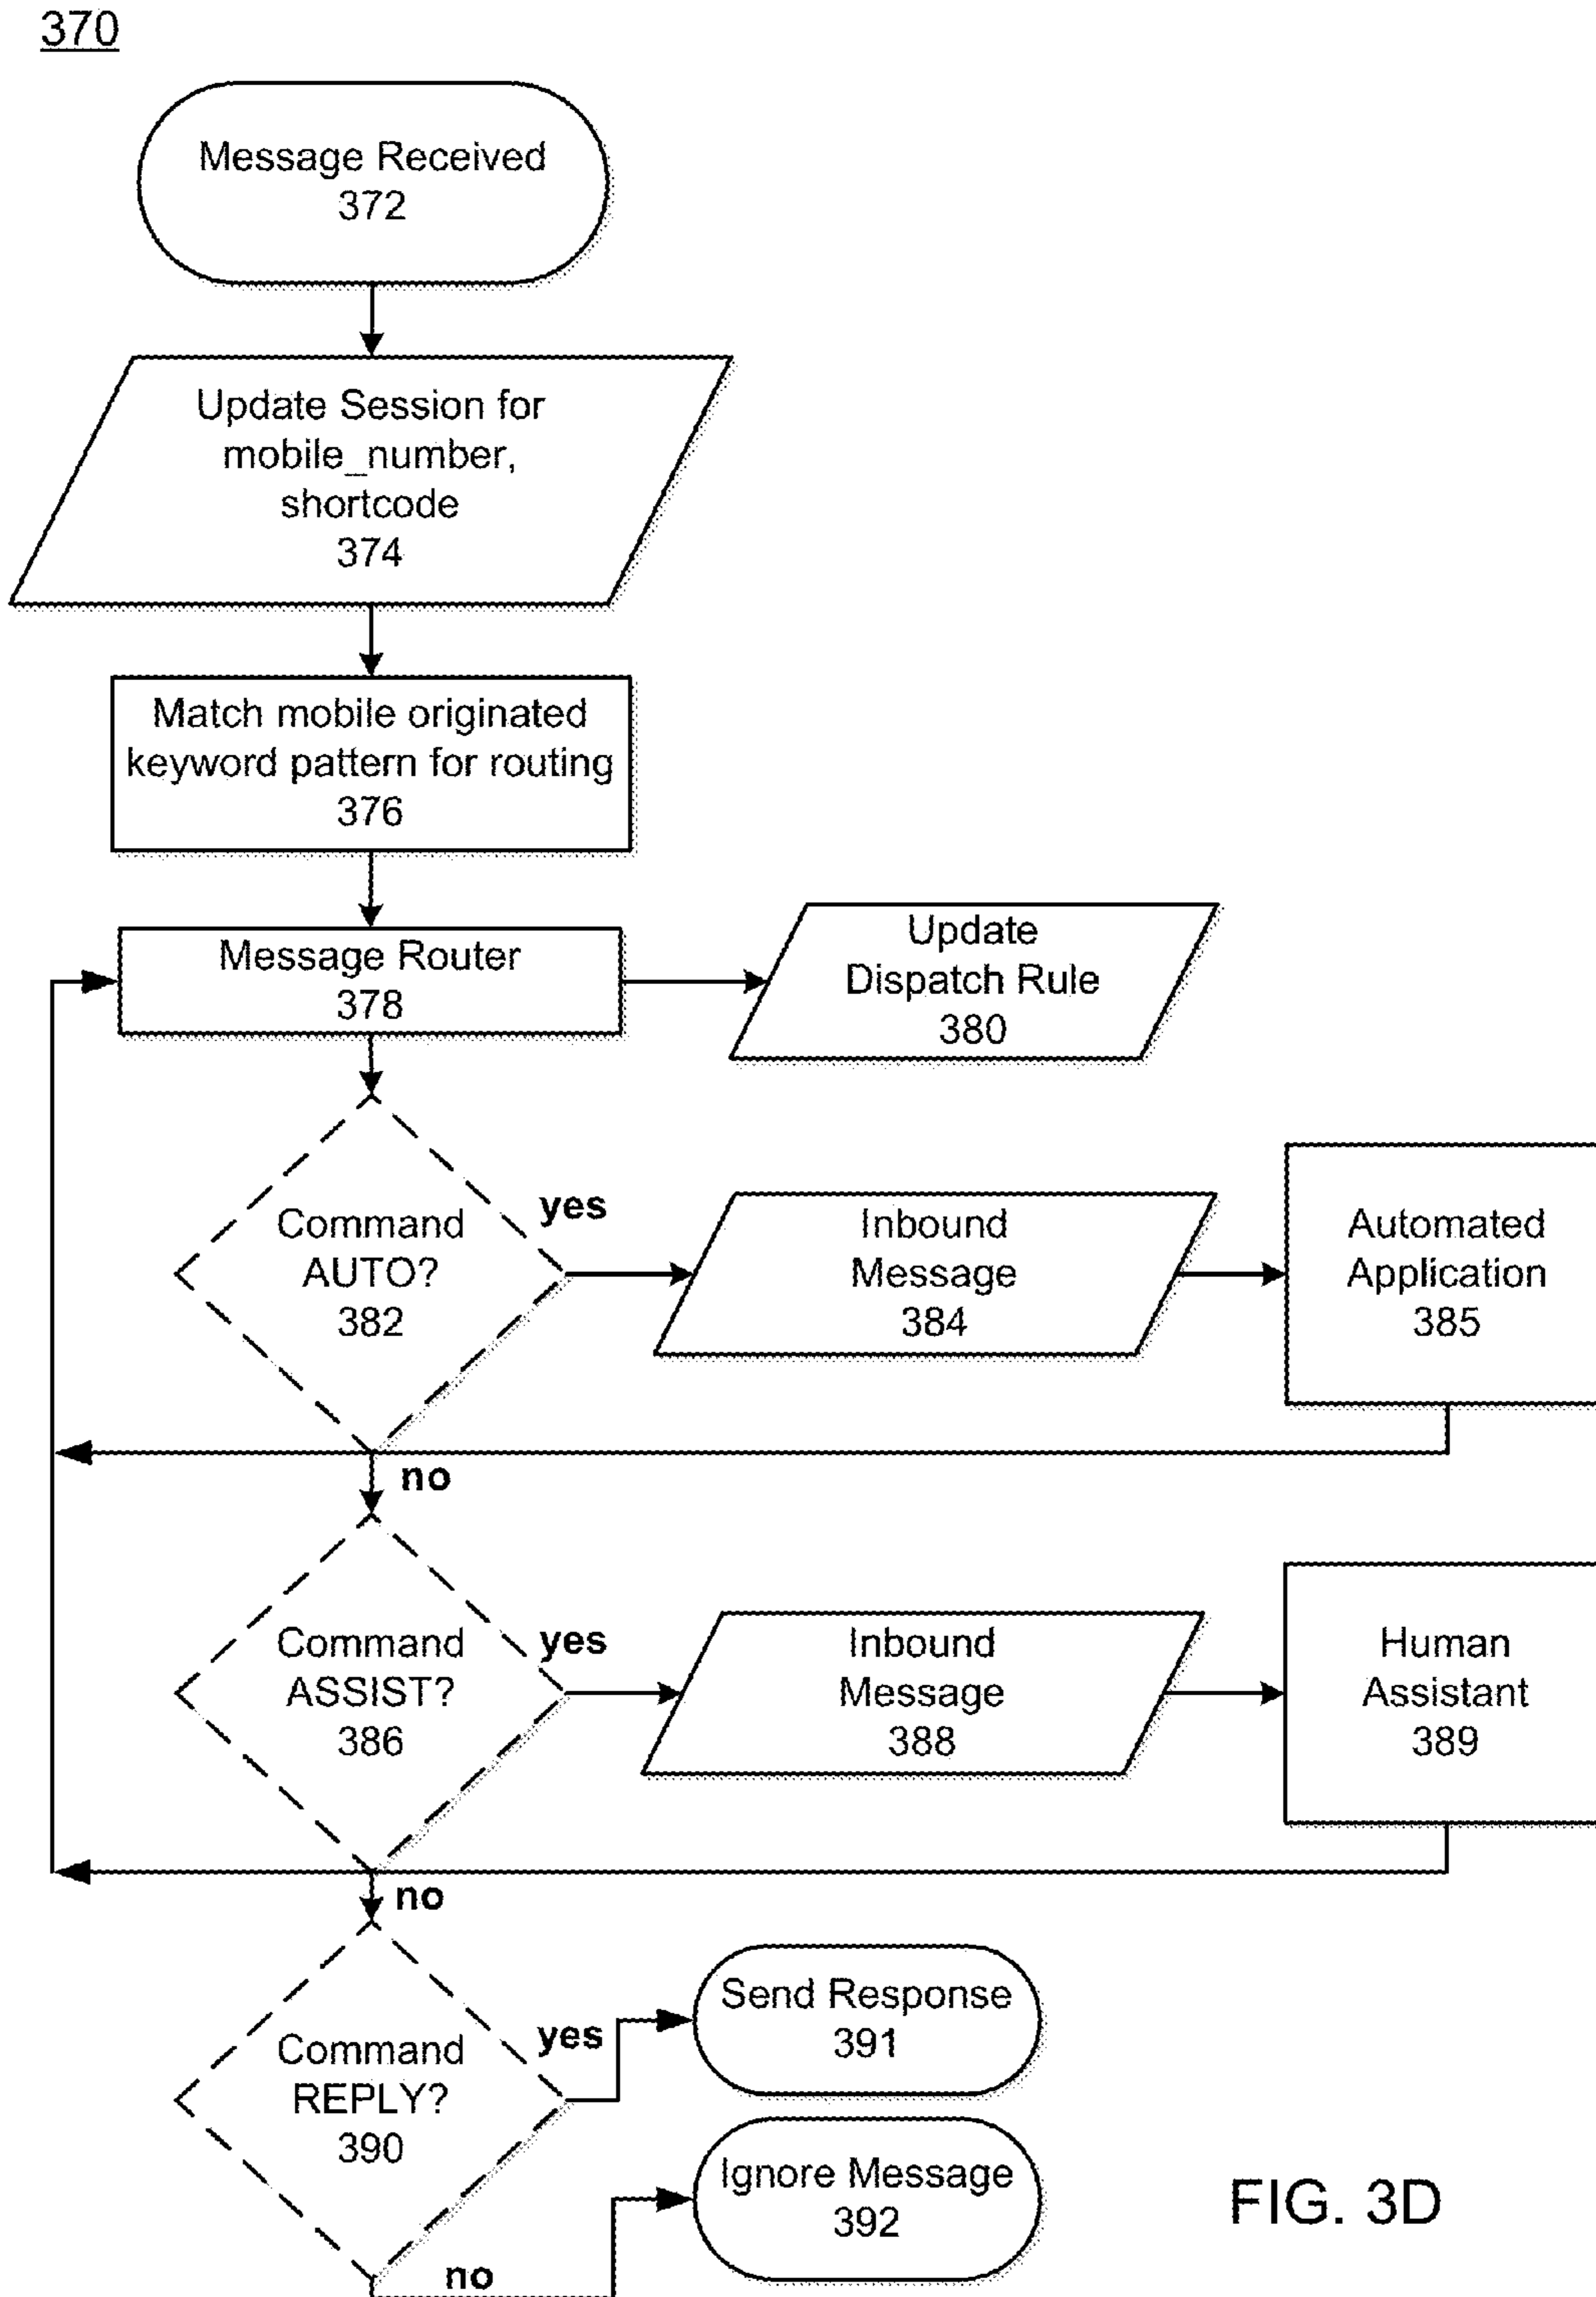 370
Message Received
372
Update Session for
mobile_number,
shortcode
374
Match mobile originated
keyword pattern for routing
376
Message Router
378
Update
Dispatch Rule
380
Command
AUTO?
382
yes
Inbound
Message
384
Automated
Application
385
no
Command
ASSIST?
386
yes
Inbound
Message
388
Human
Assistant
389
no
Command
REPLY?
390
yes
Send Response
391
no
Ignore Message
392
FIG. 3D